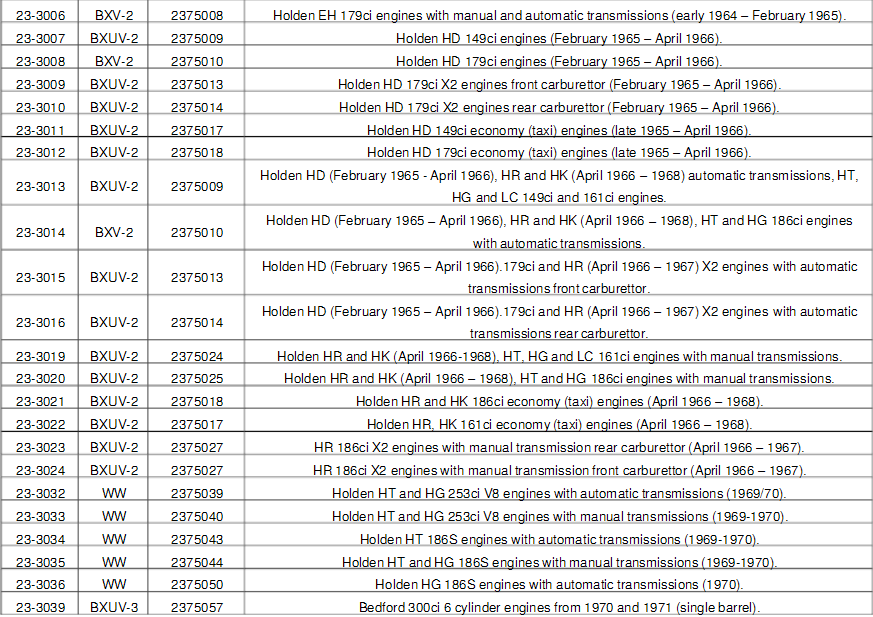 23-3006 BXV-2 2375008 Holden EH 179ci engines with manual and automatic transmissions (early 1964 – February 1965).
23-3007 BXUV-2 2375009 Holden HD 149ci engines (February 1965 – April 1966).
23-3008 BXV-2 2375010 Holden HD 179ci engines (February 1965 – April 1966).
23-3009 BXUV-2 2375013 Holden HD 179ci X2 engines front carburettor (February 1965 – April 1966).
23-3010 BXUV-2 2375014 Holden HD 179ci X2 engines rear carburettor (February 1965 – April 1966).
23-3011 BXUV-2 2375017 Holden HD 149ci economy (taxi) engines (late 1965 – April 1966).
23-3012 BXUV-2 2375018 Holden HD 179ci economy (taxi) engines (late 1965 – April 1966).
23-3013 BXUV-2 2375009 Holden HD (February 1965 - April 1966), HR and HK (April 1966 – 1968) automatic transmissions, HT,
HG and LC 149ci and 161ci engines.
23-3014 BXV-2 2375010 Holden HD (February 1965 – April 1966), HR and HK (April 1966 – 1968), HT and HG 186ci engines
with automatic transmissions.
23-3015 BXUV-2 2375013 Holden HD (February 1965 – April 1966).179ci and HR (April 1966 – 1967) X2 engines with automatic
transmissions front carburettor.
23-3016 BXUV-2 2375014 Holden HD (February 1965 – April 1966).179ci and HR (April 1966 – 1967) X2 engines with automatic
transmissions rear carburettor.
23-3019 BXUV-2 2375024 Holden HR and HK (April 1966-1968), HT, HG and LC 161ci engines with manual transmissions.
23-3020 BXUV-2 2375025 Holden HR and HK (April 1966 – 1968), HT and HG 186ci engines with manual transmissions.
23-3021 BXUV-2 2375018 Holden HR and HK 186ci economy (taxi) engines (April 1966 – 1968).
23-3022 BXUV-2 2375017 Holden HR, HK 161ci economy (taxi) engines (April 1966 – 1968).
23-3023 BXUV-2 2375027 HR 186ci X2 engines with manual transmission rear carburettor (April 1966 – 1967).
23-3024 BXUV-2 2375027 HR 186ci X2 engines with manual transmission front carburettor (April 1966 – 1967).
23-3032 WW 2375039 Holden HT and HG 253ci V8 engines with automatic transmissions (1969/70).
23-3033 WW 2375040 Holden HT and HG 253ci V8 engines with manual transmissions (1969-1970).
23-3034 WW 2375043 Holden HT 186S engines with automatic transmissions (1969-1970).
23-3035 WW 2375044 Holden HT and HG 186S engines with manual transmissions (1969-1970).
23-3036 WW 2375050 Holden HG 186S engines with automatic transmissions (1970).
23-3039 BXUV-3 2375057 Bedford 300ci 6 cylinder engines from 1970 and 1971 (single barrel).